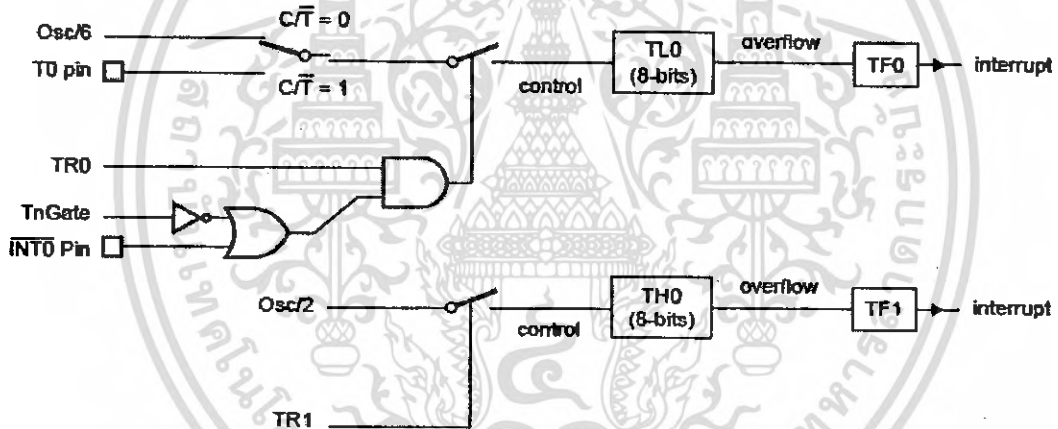 C/T̅ = 0
Osc/6
T0 pin
C/T̅ = 1
TL0
(8-bits)
overflow
TF0
interrupt
control
TR0
TnGate
I̅N̅T̅0̅ Pin
Osc/2
TH0
(8-bits)
overflow
TF1
interrupt
control
TR1